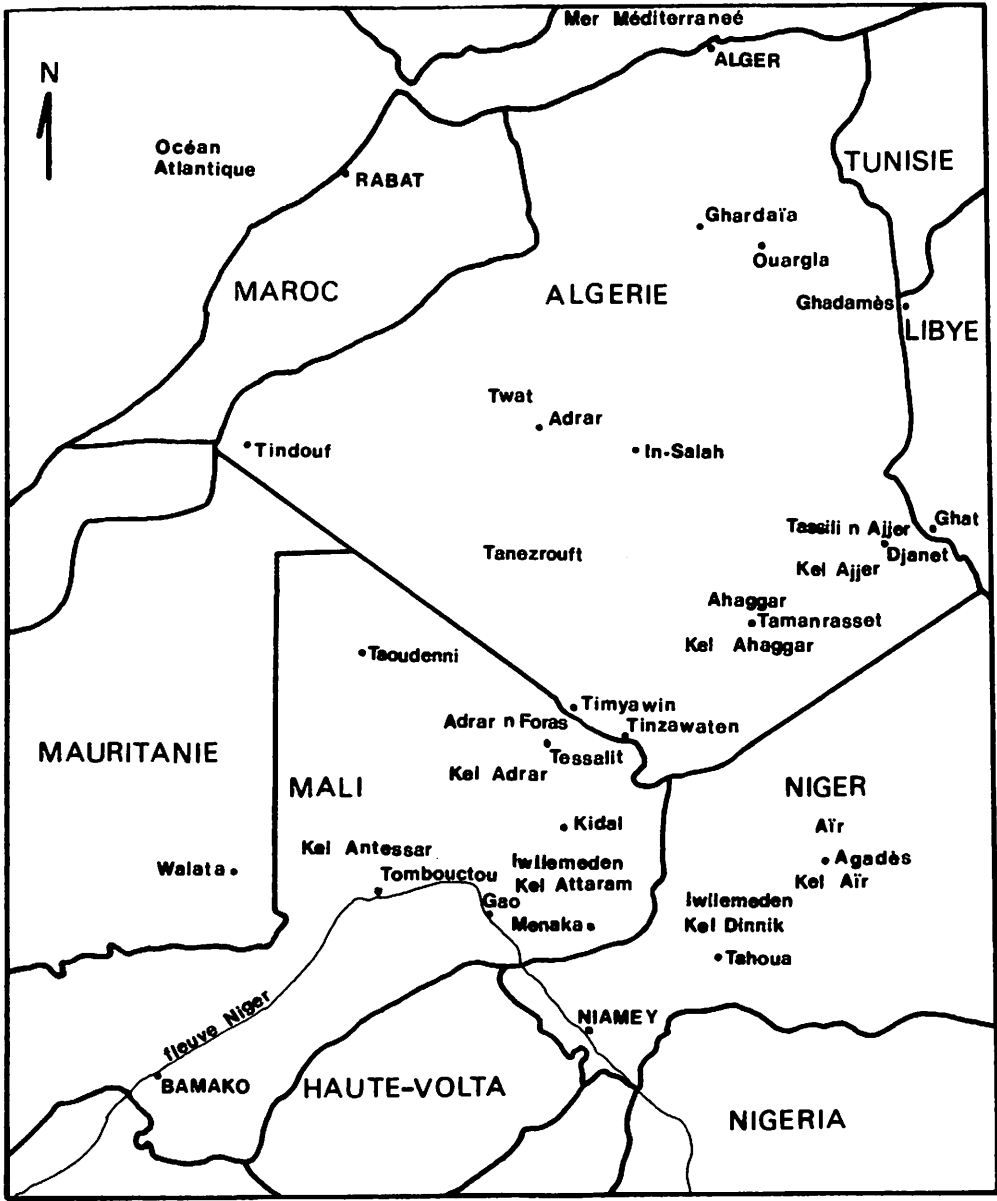 Mer Méditerraneé
ALGER
N
Océan
Atlantique
RABAT
TUNISIE
Ghardaïa
Ouargla
MAROC
ALGERIE
Ghadamès
LIBYE
Twat
Adrar
Tindouf
In-Salah
Ghat
Tassili n Ajjer
Djanet
Tanezrouft
Kel Ajjer
Ahaggar
Tamanrasset
Kel Ahaggar
Taoudenni
Timyawin
Adrar n Foras
Tinzawaten
MAURITANIE
Tessalit
Kel Adrar
MALI
NIGER
Kidal
Aïr
Kel Antessar
Agadès
Walata
Iwllemeden
Tombouctou
Kel Attaram
Kel Aïr
Gao
Iwllemeden
Menaka
Kel Dinnik
Tahoua
fleuve Niger
NIAMEY
BAMAKO
HAUTE-VOLTA
NIGERIA